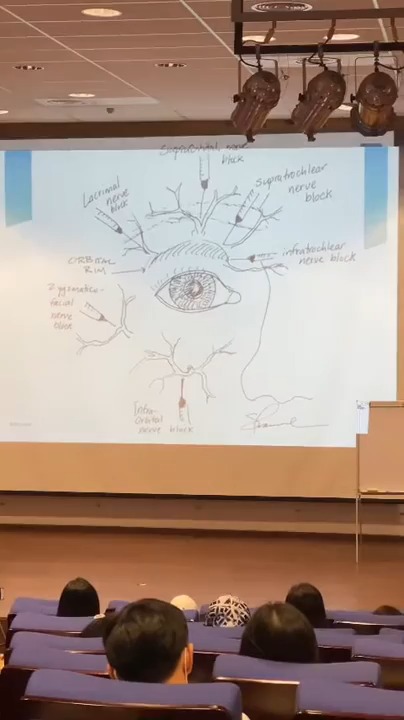 Supraorbital nerve
block
Lacrimal
nerve
block
supratrochlear
nerve
block
infratrochlear
nerve block
ORBITAL
RIM
Zygomatico-
facial
nerve
block
Infra-
orbital
nerve block